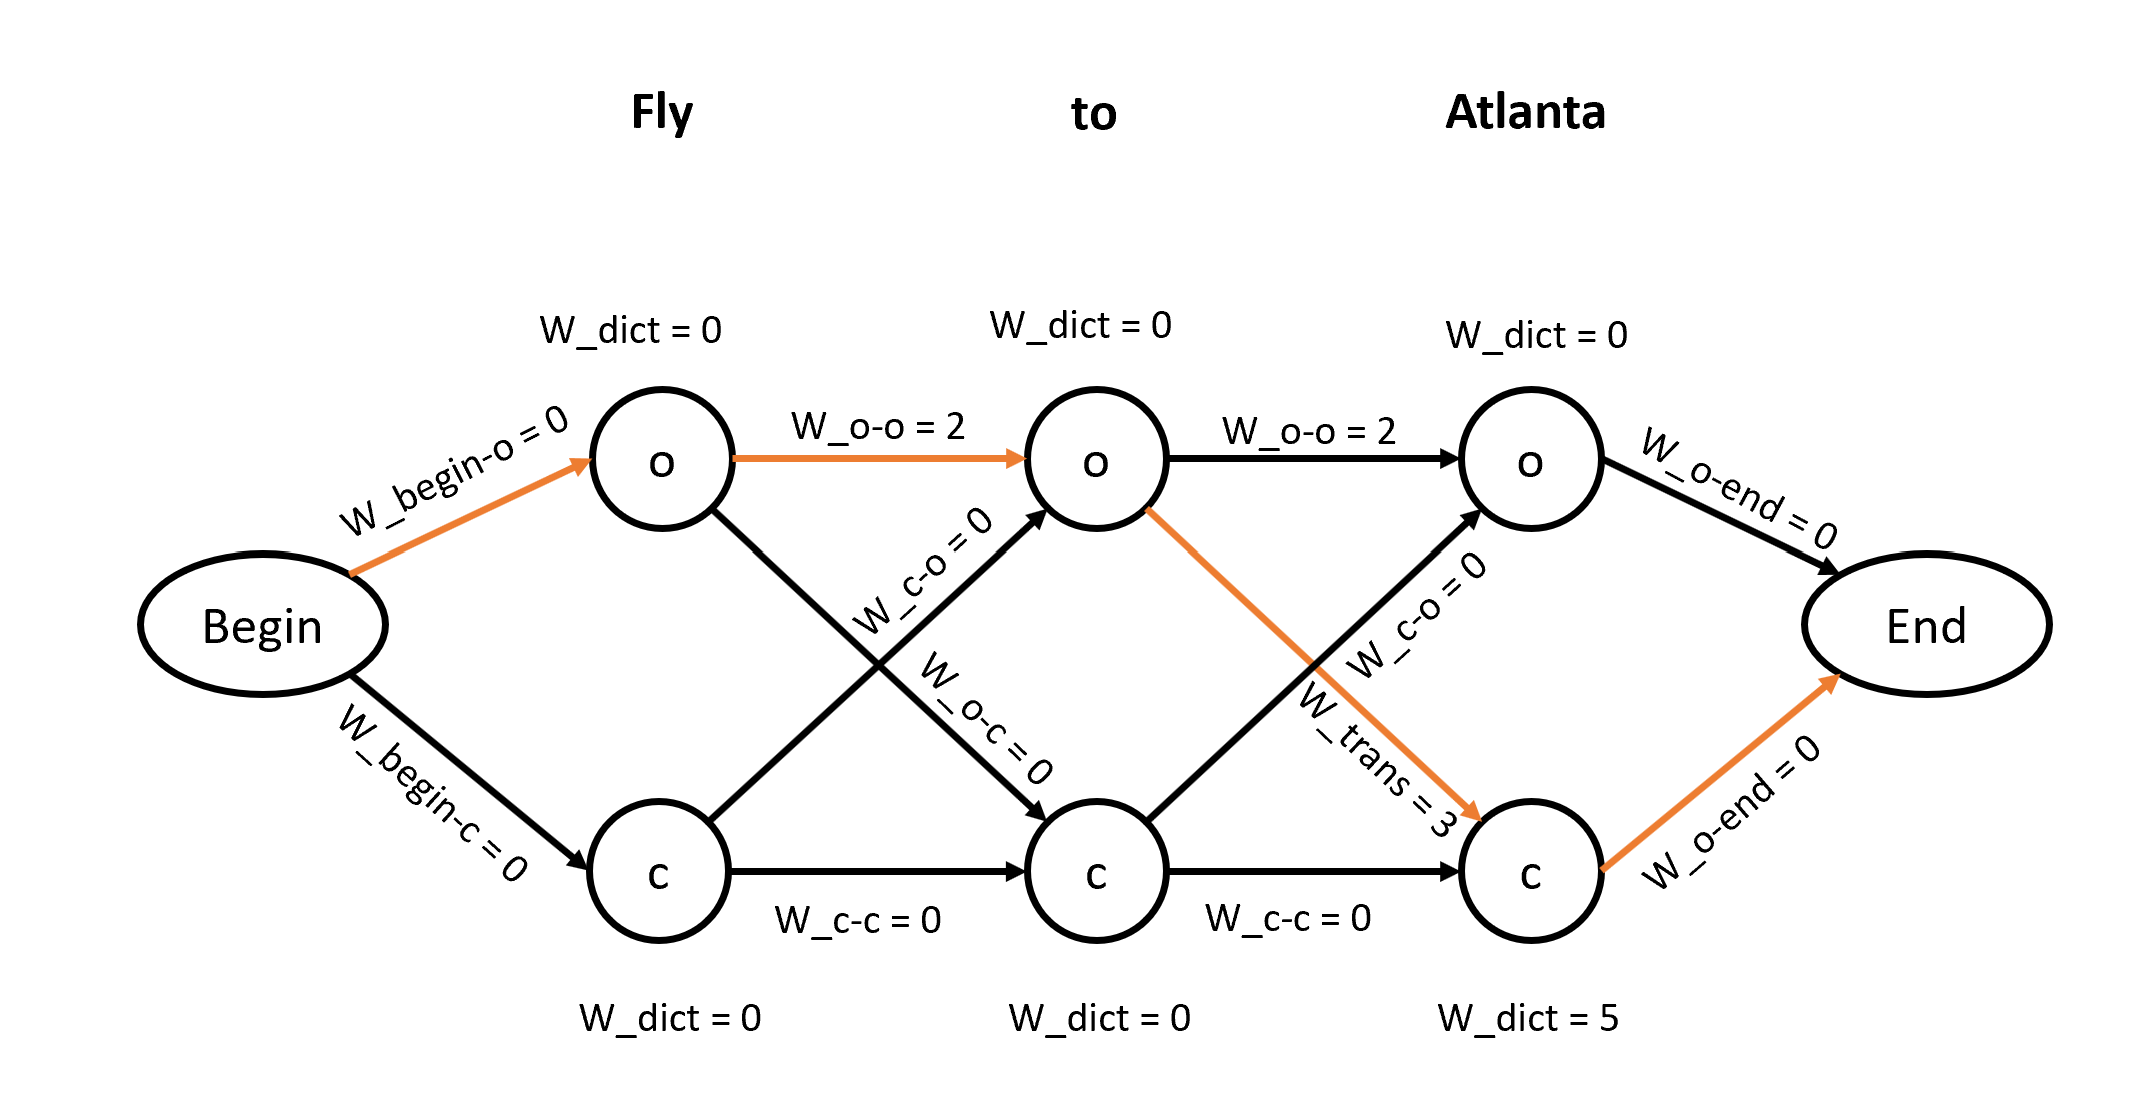 Fly to Atlanta
W_dict = 0
W_dict = 0
W_dict = 0
W_begin-o = 0
o
W_o-o = 2
o
W_o-o = 2
o
W_o-end = 0
Begin
W_c-o = 0
W_o-c = 0
W_c-o = 0
W_trans = 3
End
W_begin-c = 0
c
W_c-c = 0
c
W_c-c = 0
c
W_o-end = 0
W_dict = 0
W_dict = 0
W_dict = 5